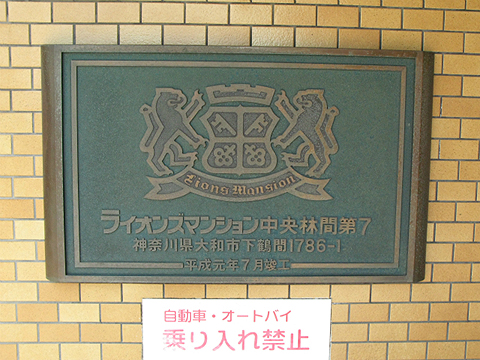 Lions Mansion
ライオンズマンション中央林間第7
神奈川県大和市下鶴間1786-1
平成元年7月竣工
自動車・オートバイ
乗り入れ禁止